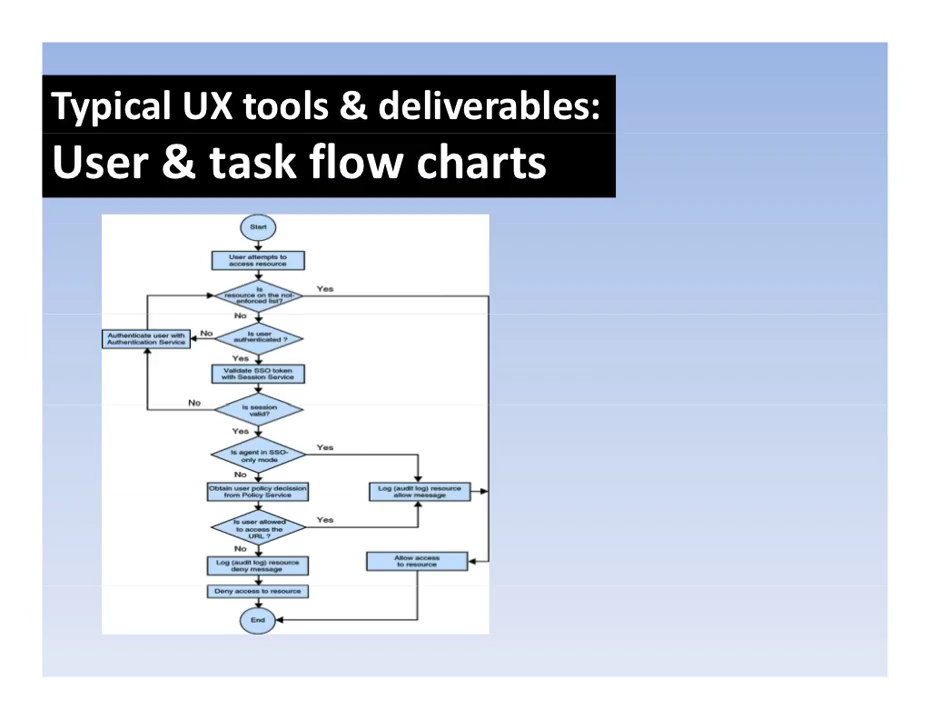 Typical UX tools & deliverables:
User & task flow charts
Start
User attempts to
access resource
Is
resource on the not-
enforced list?
Yes
No
Is user
authenticated ?
No
Authenticate user with
Authentication Service
Yes
Validate SSO token
with Session Service
Is session
valid?
No
Yes
Is agent in SSO-
only mode
Yes
No
Obtain user policy decission
from Policy Service
Log (audit log) resource
allow message
Is user allowed
to access the
URL ?
Yes
No
Log (audit log) resource
deny message
Allow access
to resource
Deny access to resource
End